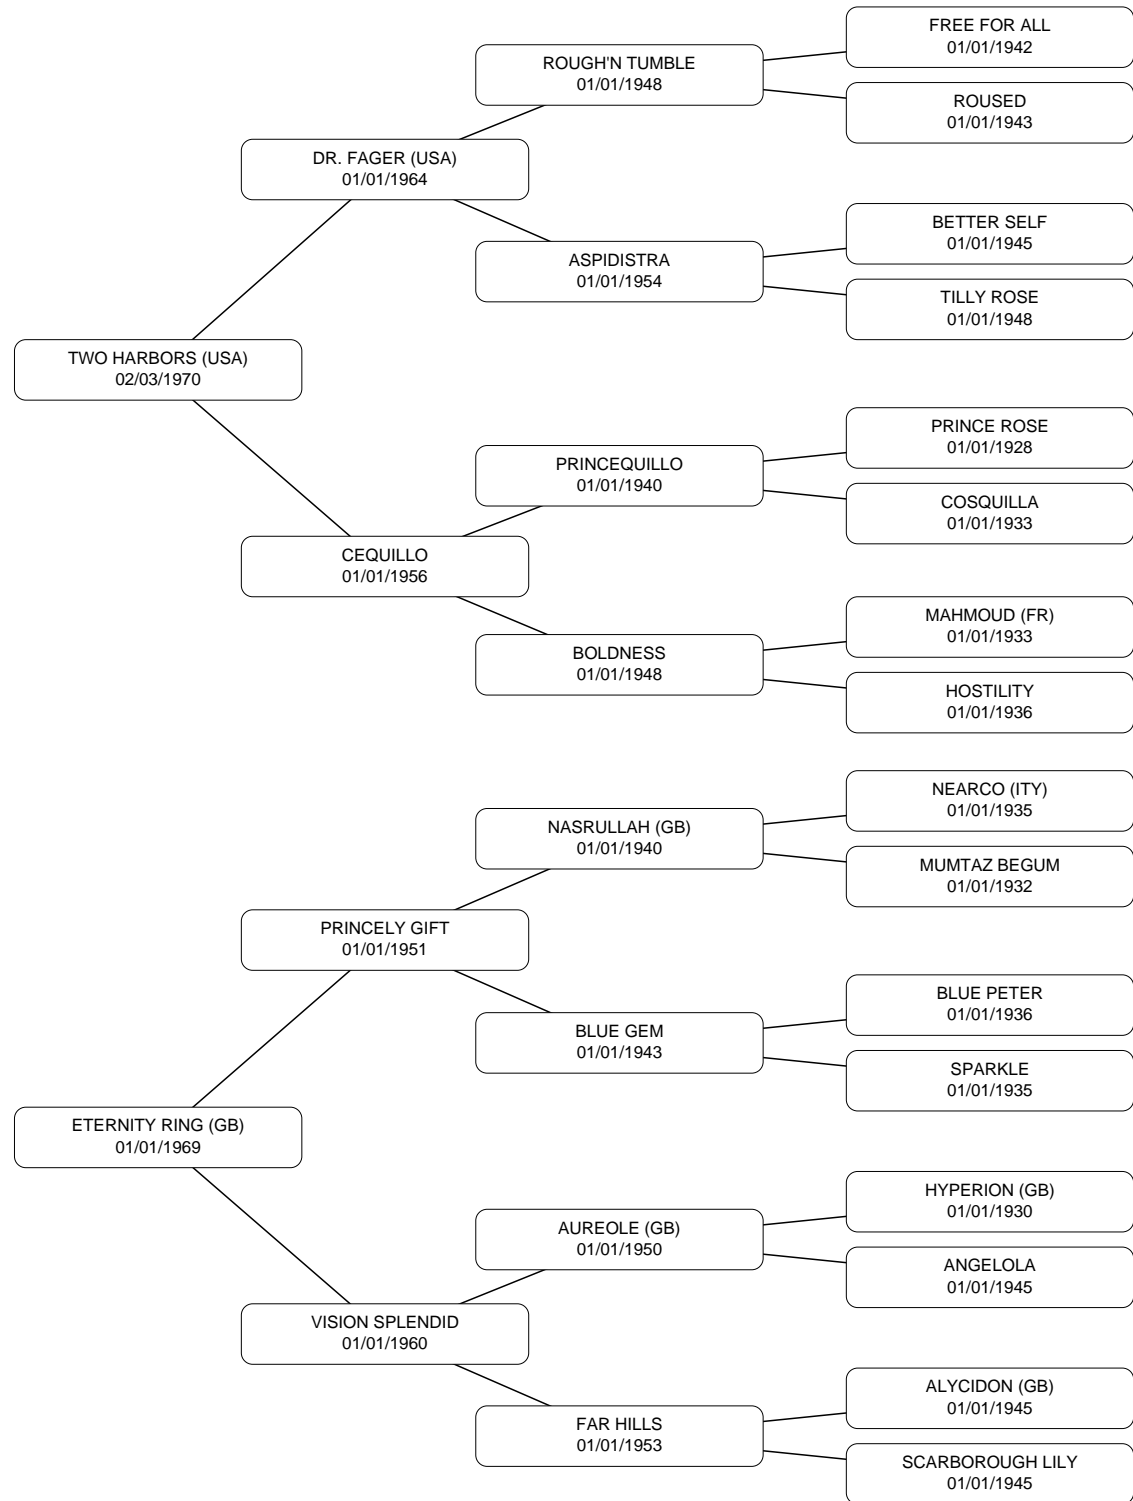 FREE FOR ALL
01/01/1942
ROUGH'N TUMBLE
01/01/1948
ROUSED
01/01/1943
DR. FAGER (USA)
01/01/1964
BETTER SELF
01/01/1945
ASPIDISTRA
01/01/1954
TILLY ROSE
01/01/1948
TWO HARBORS (USA)
02/03/1970
PRINCE ROSE
01/01/1928
PRINCEQUILLO
01/01/1940
COSQUILLA
01/01/1933
CEQUILLO
01/01/1956
MAHMOUD (FR)
01/01/1933
BOLDNESS
01/01/1948
HOSTILITY
01/01/1936
NEARCO (ITY)
01/01/1935
NASRULLAH (GB)
01/01/1940
MUMTAZ BEGUM
01/01/1932
PRINCELY GIFT
01/01/1951
BLUE PETER
01/01/1936
BLUE GEM
01/01/1943
SPARKLE
01/01/1935
ETERNITY RING (GB)
01/01/1969
HYPERION (GB)
01/01/1930
AUREOLE (GB)
01/01/1950
ANGELOLA
01/01/1945
VISION SPLENDID
01/01/1960
ALYCIDON (GB)
01/01/1945
FAR HILLS
01/01/1953
SCARBOROUGH LILY
01/01/1945